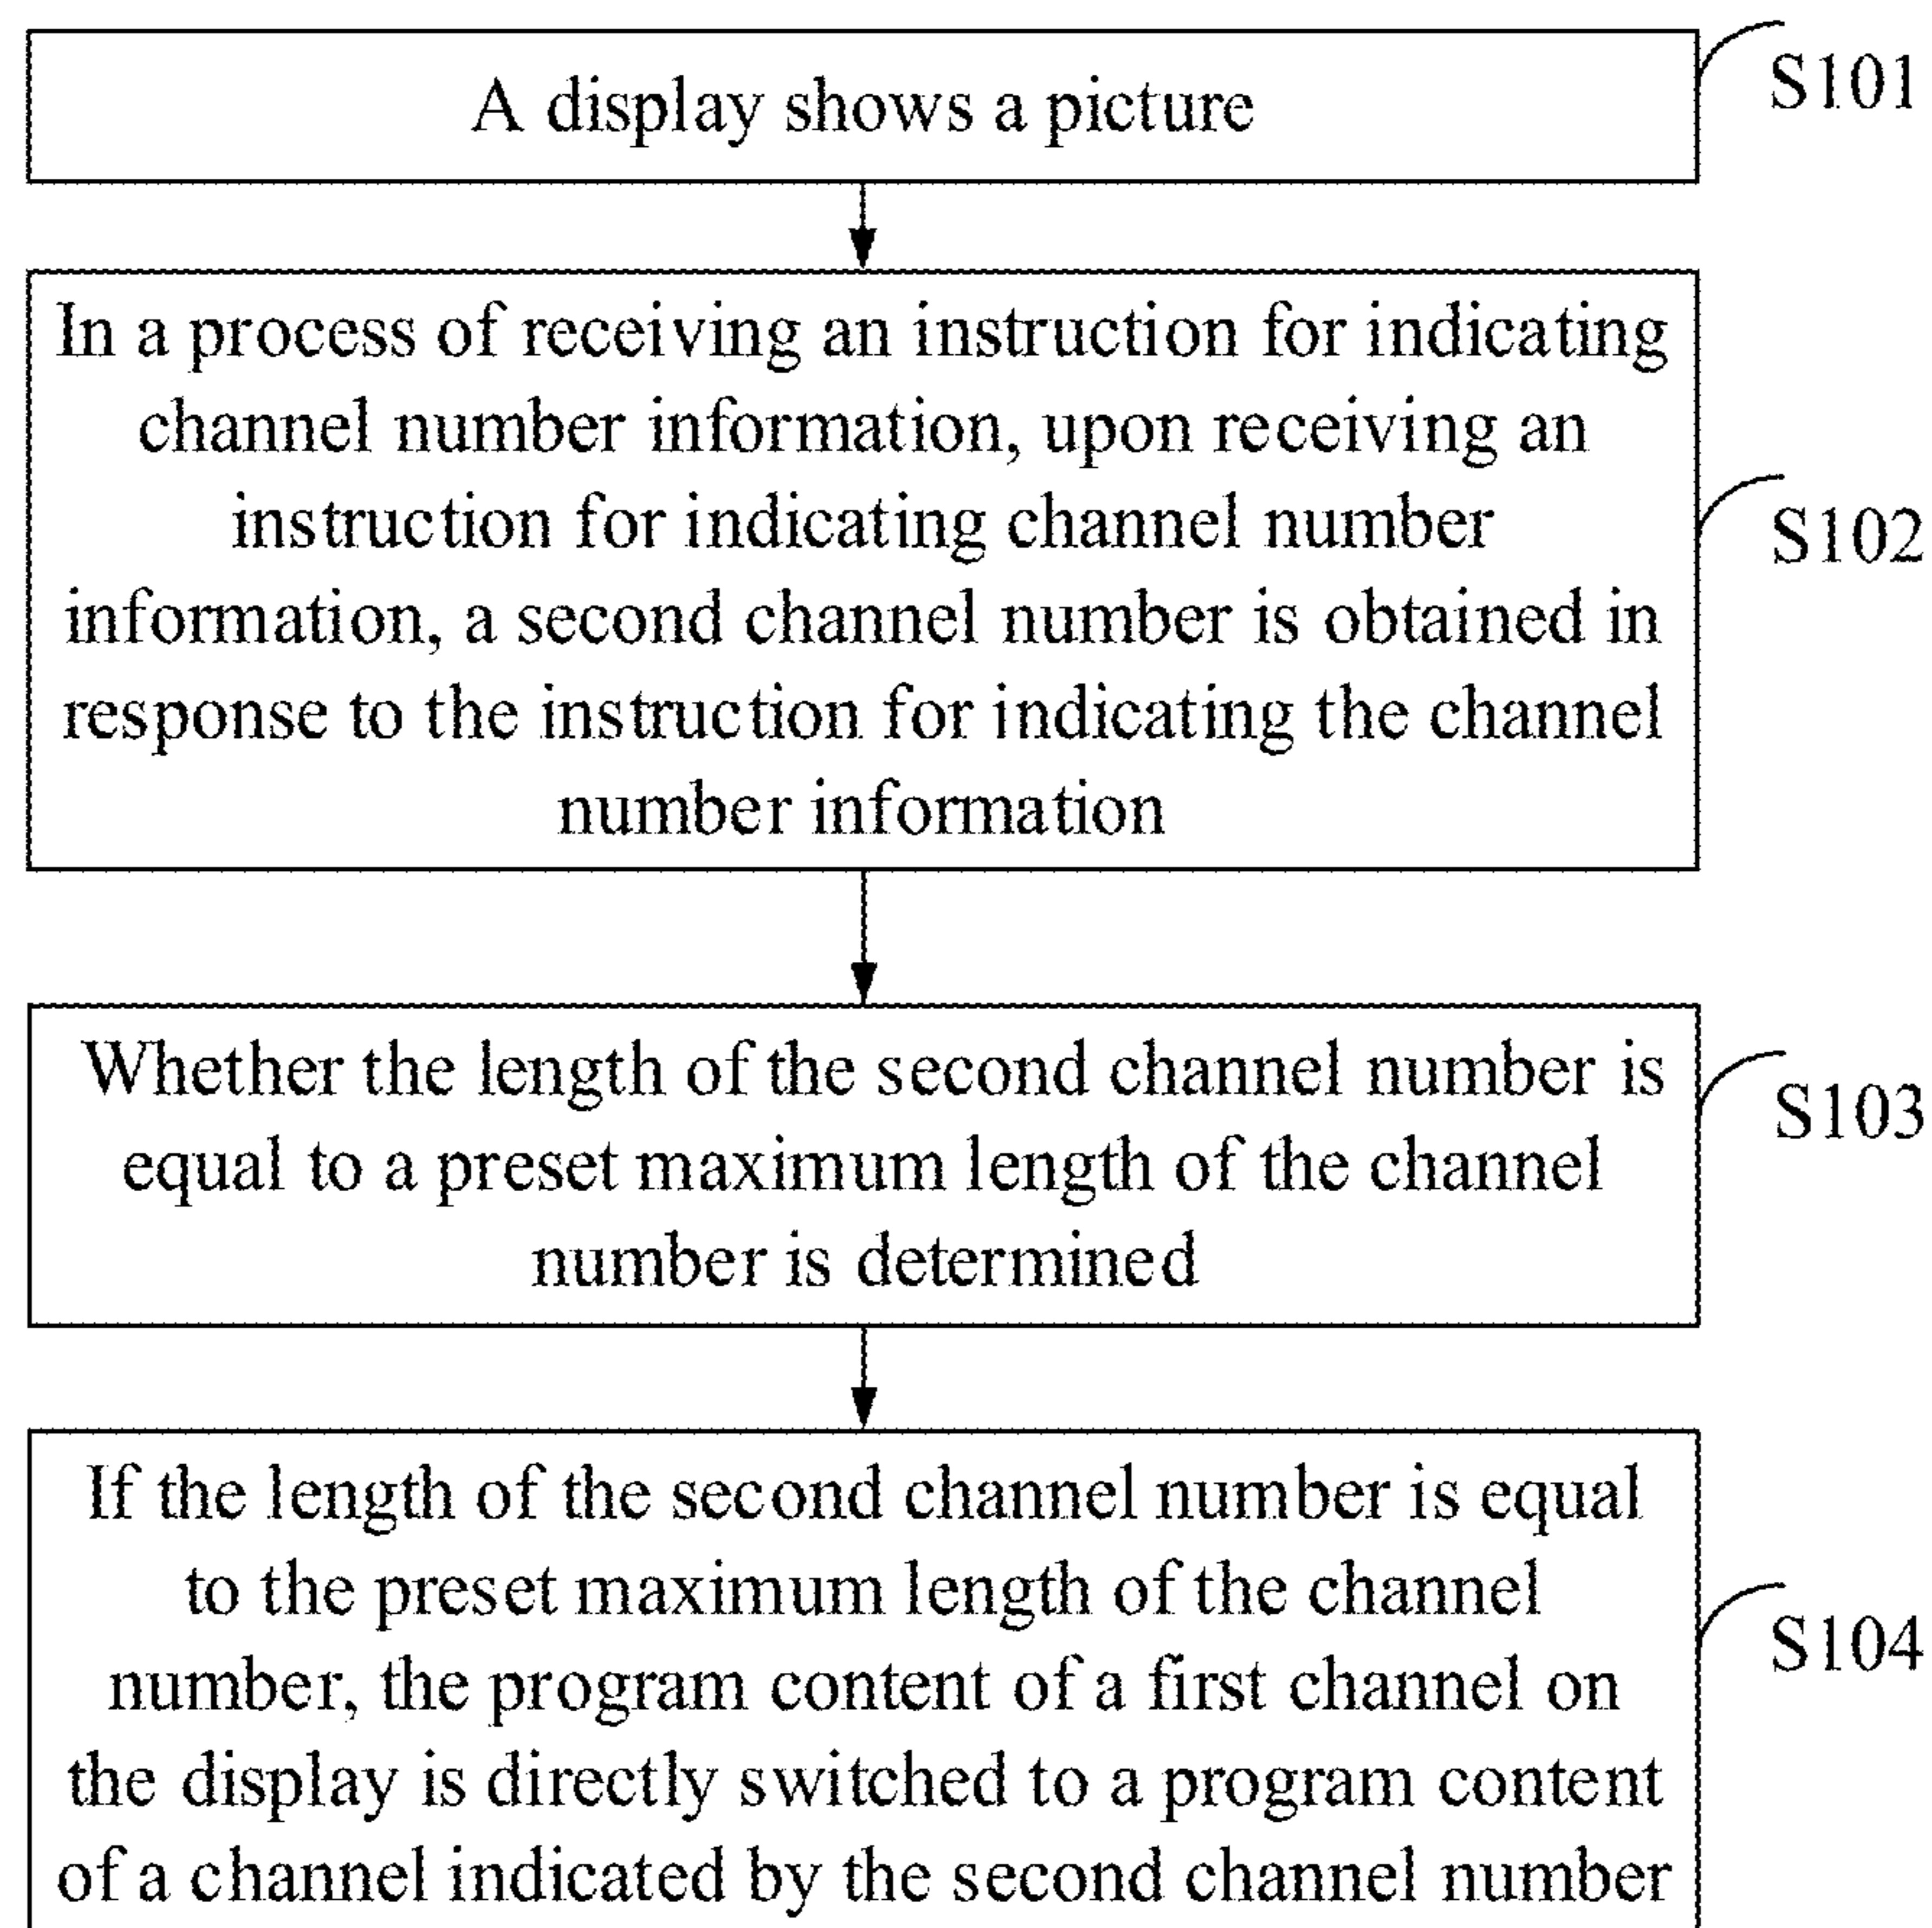 A display shows a picture
S101
In a process of receiving an instruction for indicating
channel number information, upon receiving an
instruction for indicating channel number
information, a second channel number is obtained in
response to the instruction for indicating the channel
number information
S102
Whether the length of the second channel number is
equal to a preset maximum length of the channel
number is determined
S103
If the length of the second channel number is equal
to the preset maximum length of the channel
number, the program content of a first channel on
the display is directly switched to a program content
of a channel indicated by the second channel number
S104